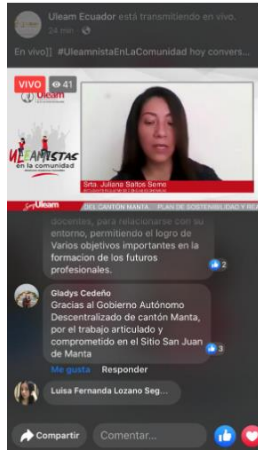 Uleam Ecuador está transmitiendo en vivo.
24 min
En vivo]] #UleamnistaEnLaComunidad hoy convers...
VIVO 41
Uleam
ULEAMISTAS
en la comunidad
Srta. Juliana Saltos Seme
Uleam
DEL CANTÓN MANTA. PLAN DE SOSTENIBILIDAD Y REA
docentes, para relacionarse con su
entorno, permitiendo el logro de
Varios objetivos importantes en la
formacion de los futuros
profesionales.
2
Gladys Cedeño
Gracias al Gobierno Autónomo
Descentralizado de cantón Manta,
por el trabajo articulado y
comprometido en el Sitio San Juan
de Manta
3
Me gusta Responder
Luisa Fernanda Lozano Seg...
Compartir Comentar...